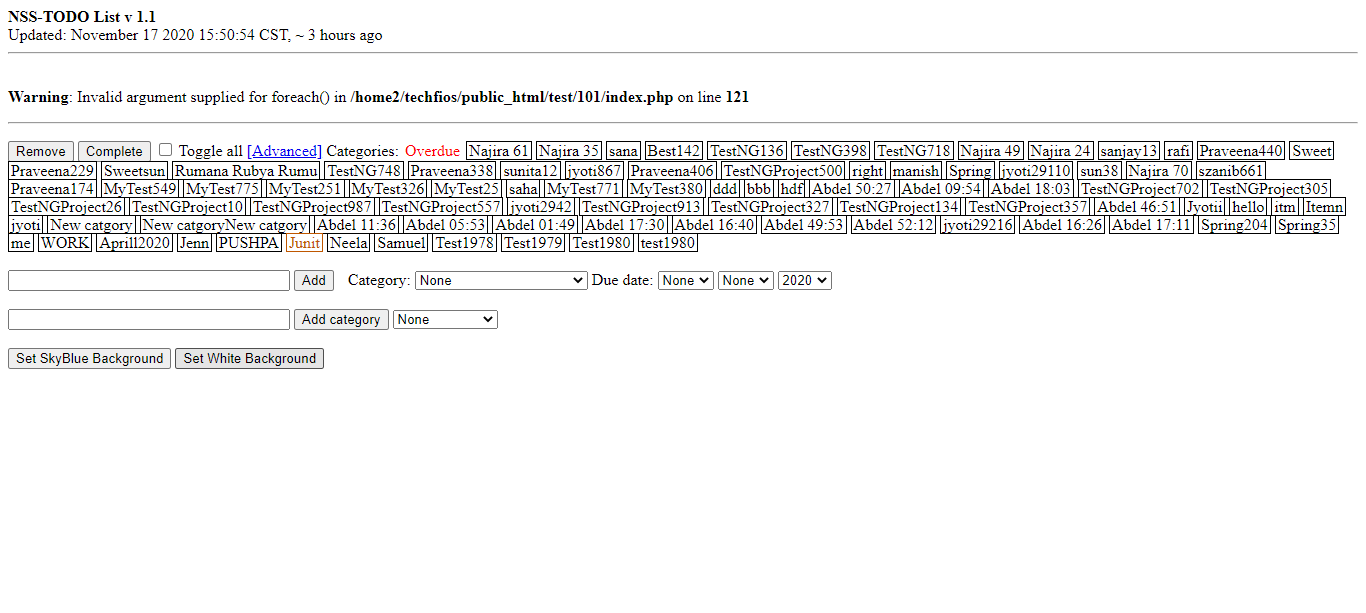 NSS-TODO List v 1.1
Updated: November 17 2020 15:50:54 CST, ~ 3 hours ago
Warning: Invalid argument supplied for foreach() in /home2/techfios/public_html/test/101/index.php on line 121
Remove Complete Toggle all [Advanced] Categories: Overdue Najira 61 Najira 35 sana Best142 TestNG136 TestNG398 TestNG718 Najira 49 Najira 24 sanjay13 rafi Praveena440 Sweet
Praveena229 Sweetsun Rumana Rubya Rumu TestNG748 Praveena338 sunita12 jyoti867 Praveena406 TestNGProject500 right manish Spring jyoti29110 sun38 Najira 70 szanib661
Praveena174 MyTest549 MyTest775 MyTest251 MyTest326 MyTest25 saha MyTest771 MyTest380 ddd bbb hdf Abdel 50:27 Abdel 09:54 Abdel 18:03 TestNGProject702 TestNGProject305
TestNGProject26 TestNGProject10 TestNGProject987 TestNGProject557 jyoti2942 TestNGProject913 TestNGProject327 TestNGProject134 TestNGProject357 Abdel 46:51 Jyotii hello itm Itemn
jyoti New catgory New catgoryNew catgory Abdel 11:36 Abdel 05:53 Abdel 01:49 Abdel 17:30 Abdel 16:40 Abdel 49:53 Abdel 52:12 jyoti29216 Abdel 16:26 Abdel 17:11 Spring204 Spring35
me WORK Aprill2020 Jenn PUSHPA Junit Neela Samuel Test1978 Test1979 Test1980 test1980
Add Category: None Due date: None None 2020
Add category None
Set SkyBlue Background Set White Background